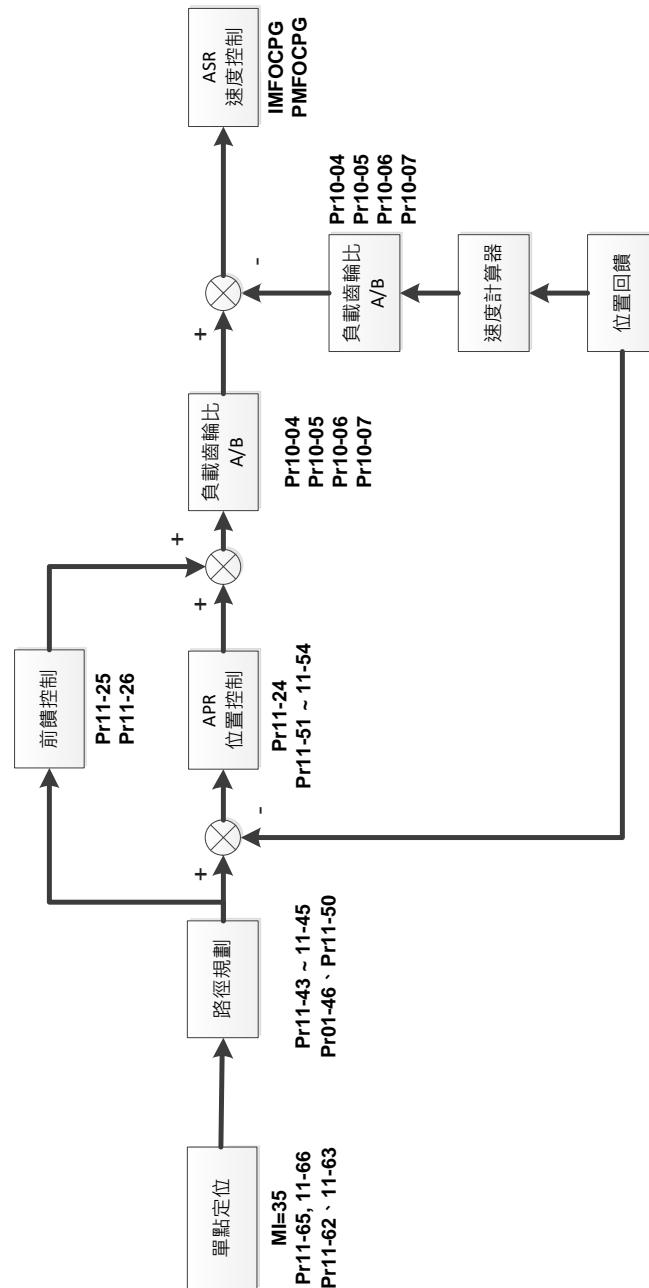 單點定位
MI=35
Pr11-65, 11-66
Pr11-62、11-63
路徑規劃
Pr11-43 ~ 11-45
Pr01-46、Pr11-50
+
-
前饋控制
Pr11-25
Pr11-26
APR
位置控制
Pr11-24
Pr11-51 ~ 11-54
+
+
負載齒輪比
A/B
Pr10-04
Pr10-05
Pr10-06
Pr10-07
+
-
ASR
速度控制
IMFOCPG
PMFOCPG
負載齒輪比
A/B
Pr10-04
Pr10-05
Pr10-06
Pr10-07
速度計算器
位置回饋